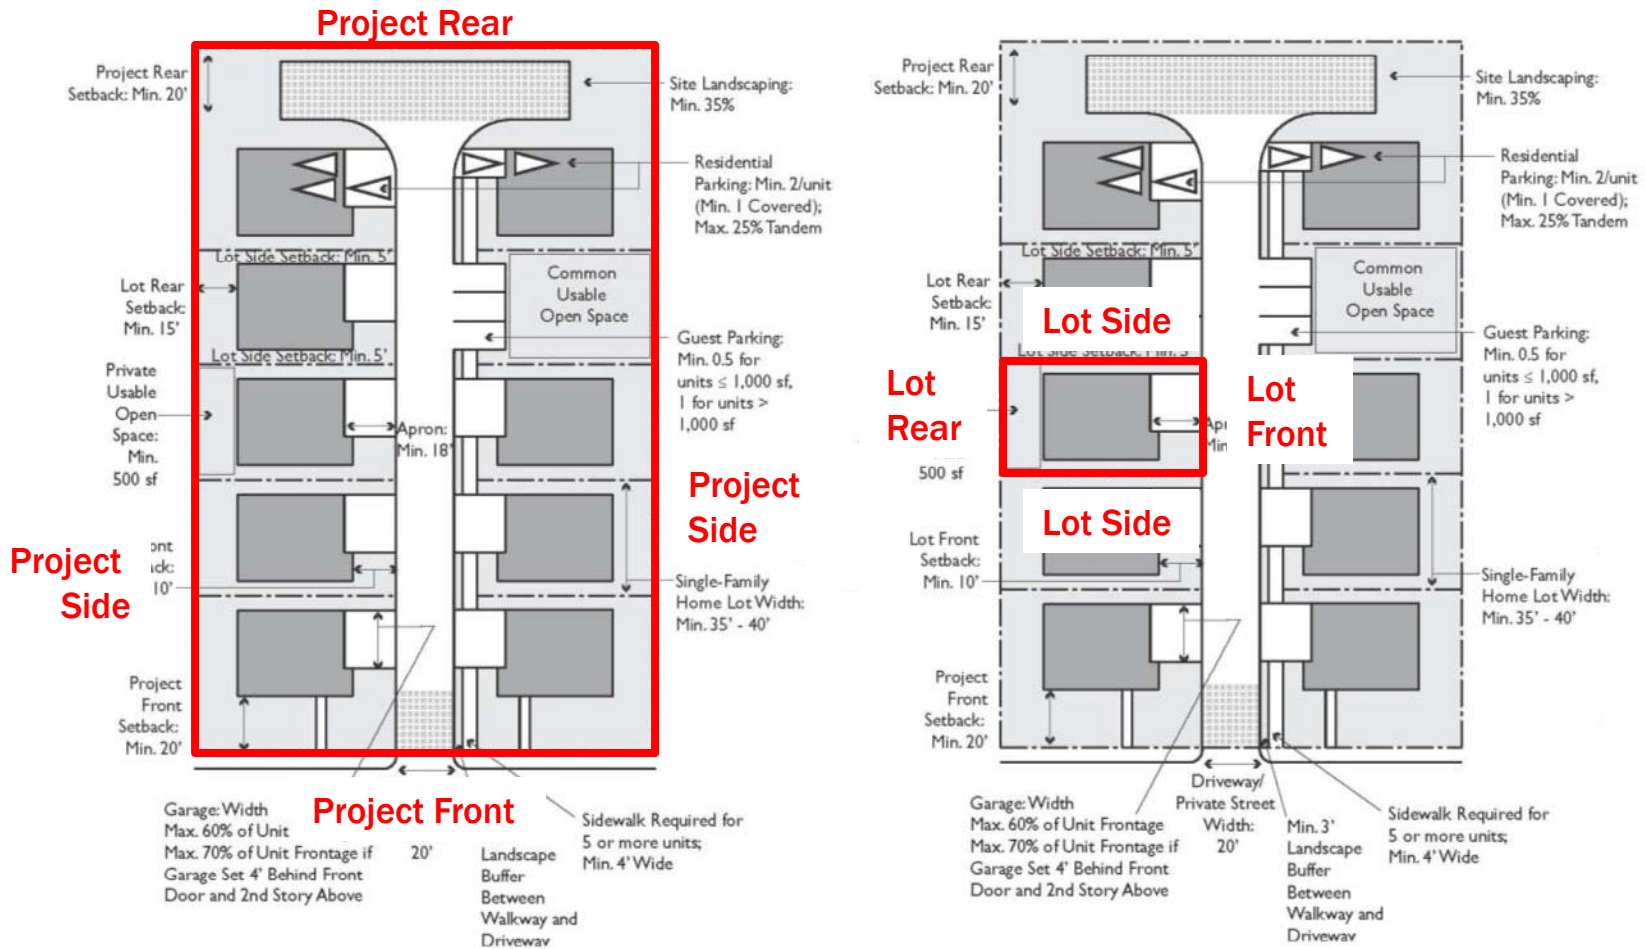 Project Rear
Project Rear
Setback: Min. 20'
Site Landscaping:
Min. 35%
Residential
Parking: Min. 2/unit
(Min. 1 Covered);
Max. 25% Tandem
Lot Side Setback: Min. 5'
Lot Rear
Setback:
Min. 15'
Common
Usable
Open Space
Guest Parking:
Min. 0.5 for
units ≤ 1,000 sf,
1 for units >
1,000 sf
Lot Side Setback: Min. 5'
Private
Usable
Open
Space:
Min.
500 sf
Apron:
Min. 18'
Project
Side
Project
Side
ont
ck:
10'
Single-Family
Home Lot Width:
Min. 35' - 40'
Project
Front
Setback:
Min. 20'
Project Front
Garage: Width
Max. 60% of Unit
Max. 70% of Unit Frontage if
Garage Set 4' Behind Front
Door and 2nd Story Above
20'
Landscape
Buffer
Between
Walkway and
Driveway
Sidewalk Required for
5 or more units;
Min. 4' Wide
Project Rear
Setback: Min. 20'
Site Landscaping:
Min. 35%
Residential
Parking: Min. 2/unit
(Min. 1 Covered);
Max. 25% Tandem
Lot Side Setback: Min. 5'
Lot Rear
Setback:
Min. 15'
Common
Usable
Open Space
Lot Side
Guest Parking:
Min. 0.5 for
units ≤ 1,000 sf,
1 for units >
1,000 sf
Lot Side Setback: Min. 5'
Lot
Rear
Lot
Front
Apr
Min
500 sf
Lot Side
Lot Front
Setback:
Min. 10'
Single-Family
Home Lot Width:
Min. 35' - 40'
Project
Front
Setback:
Min. 20'
Driveway/
Private Street
Width:
20'
Garage: Width
Max. 60% of Unit Frontage
Max. 70% of Unit Frontage if
Garage Set 4' Behind Front
Door and 2nd Story Above
Min. 3'
Landscape
Buffer
Between
Walkway and
Driveway
Sidewalk Required for
5 or more units;
Min. 4' Wide